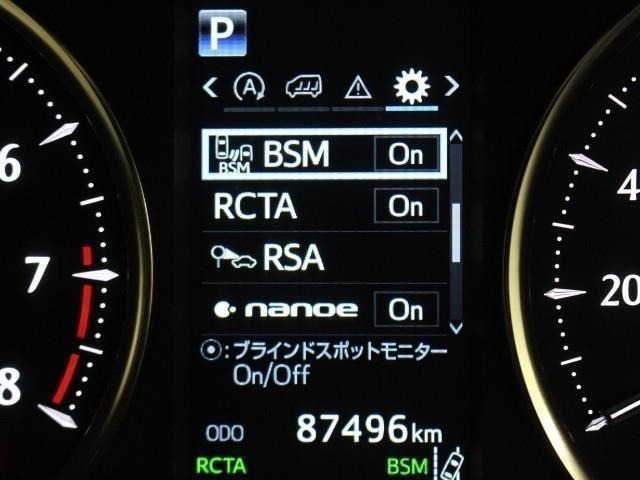 P
A
BSM BSM On
RCTA On
RSA
nanoe On
:ブラインドスポットモニター
On/Off
ODO 87496km
RCTA BSM
6
7
8
4
20